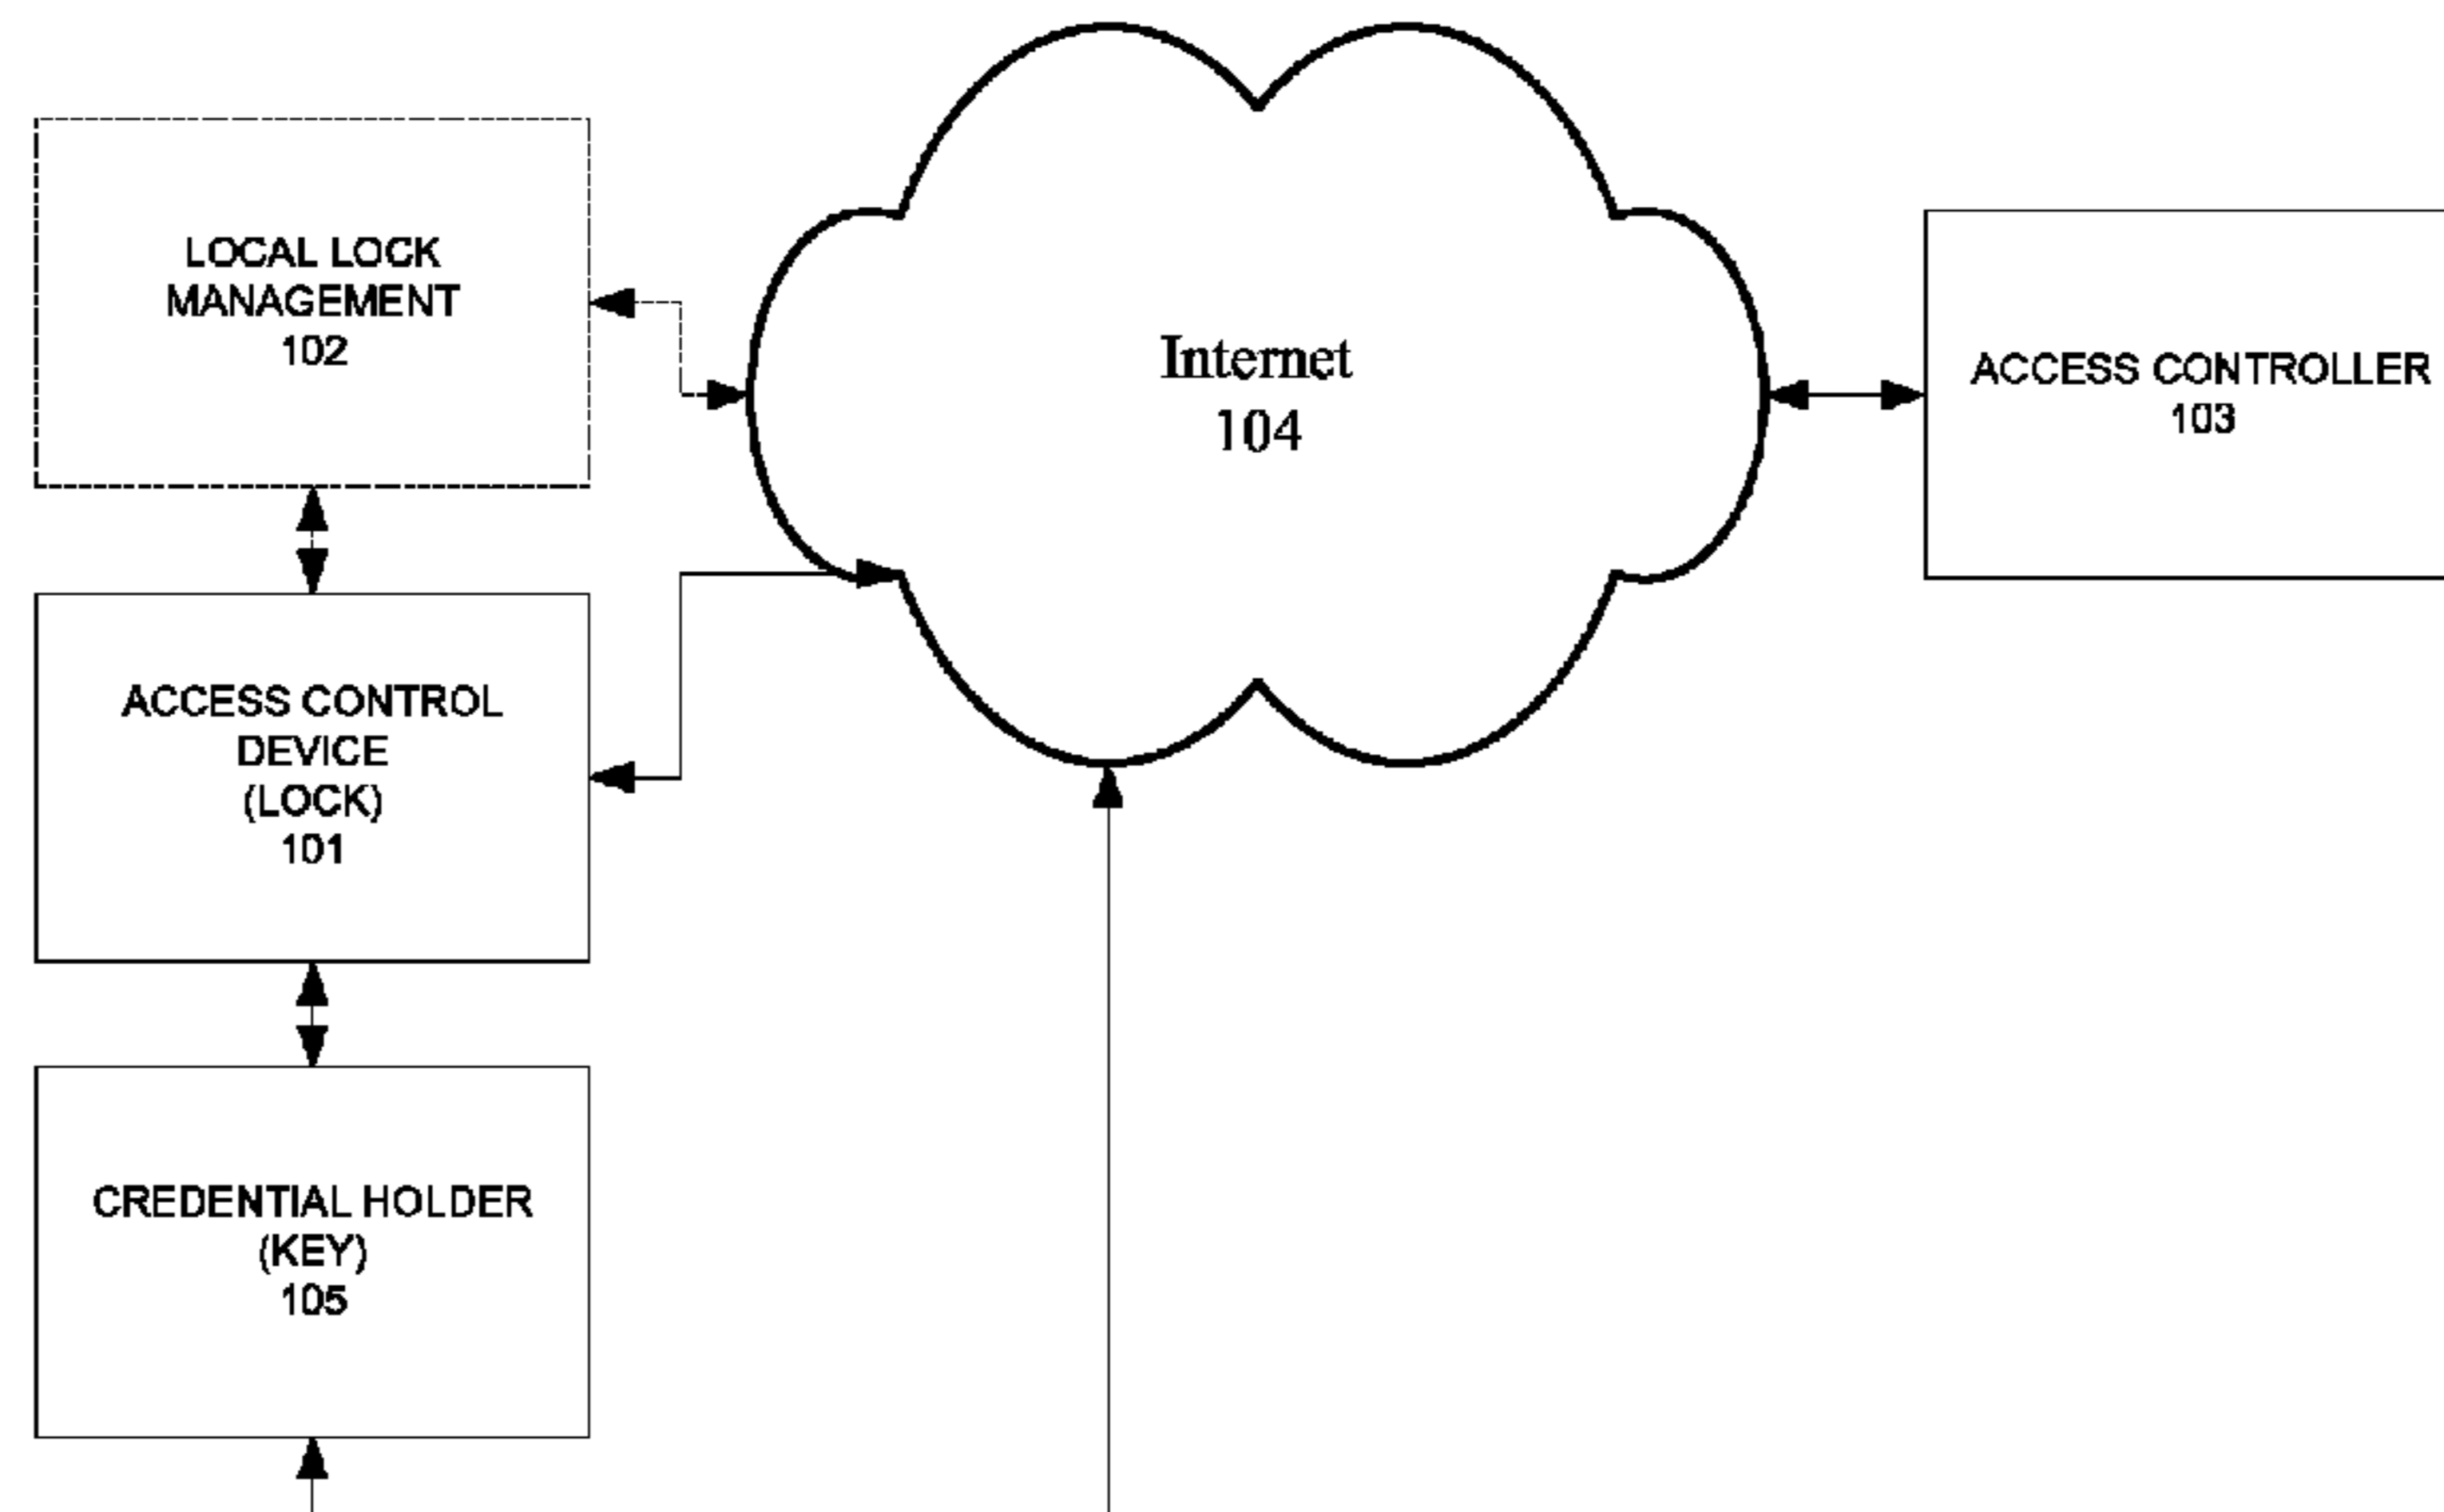 LOCAL LOCK
MANAGEMENT
102
Internet
104
ACCESS CONTROLLER
103
ACCESS CONTROL
DEVICE
(LOCK)
101
CREDENTIAL HOLDER
(KEY)
105